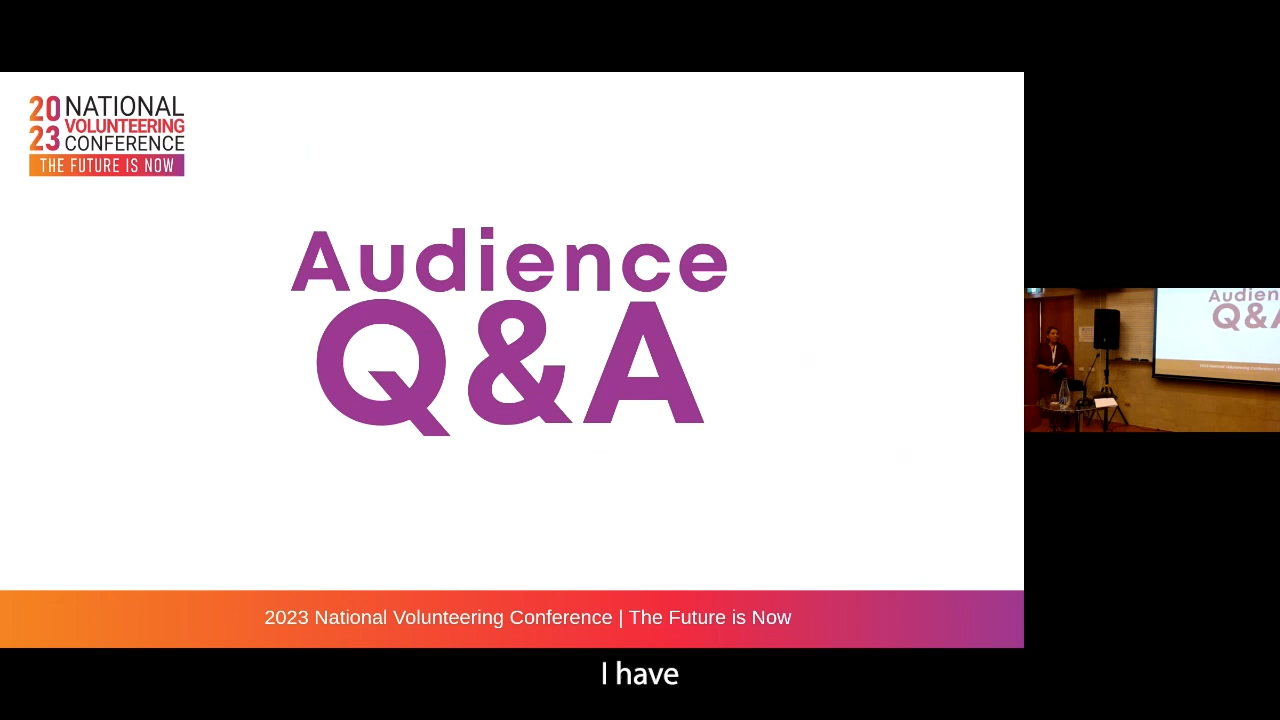 20 NATIONAL
VOLUNTEERING
23 CONFERENCE
THE FUTURE IS NOW
Audience
Q&A
2023 National Volunteering Conference | The Future is Now
Audien
Q&A
I have